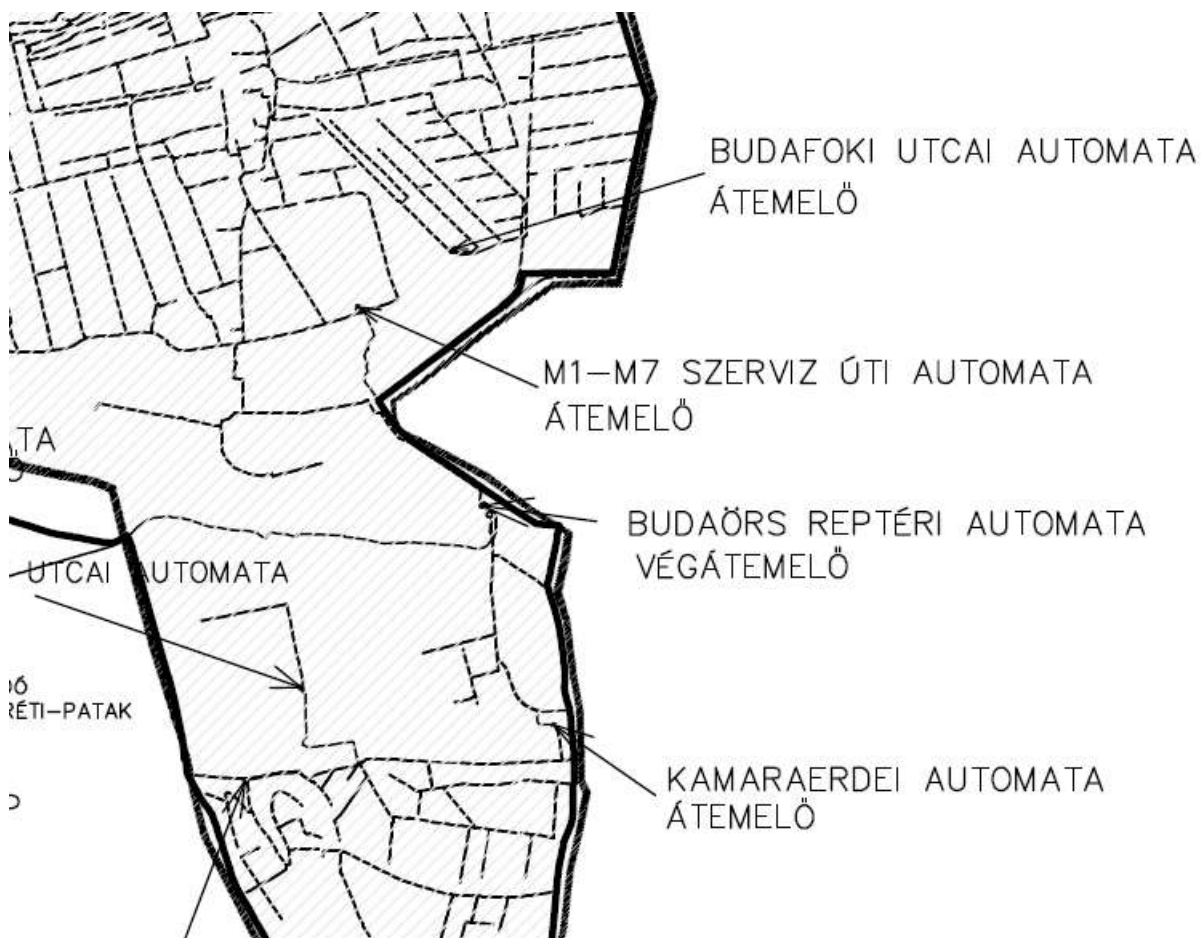 BUDAFOKI UTCAI AUTOMATA
ÁTEMELŐ
M1-M7 SZERVIZ ÚTI AUTOMATA
ÁTEMELŐ
TA
BUDAÖRS REPTÉRI AUTOMATA
VÉGÁTEMELŐ
UTCAI AUTOMATA
RÉTI-PATAK
KAMARAERDEI AUTOMATA
ÁTEMELŐ